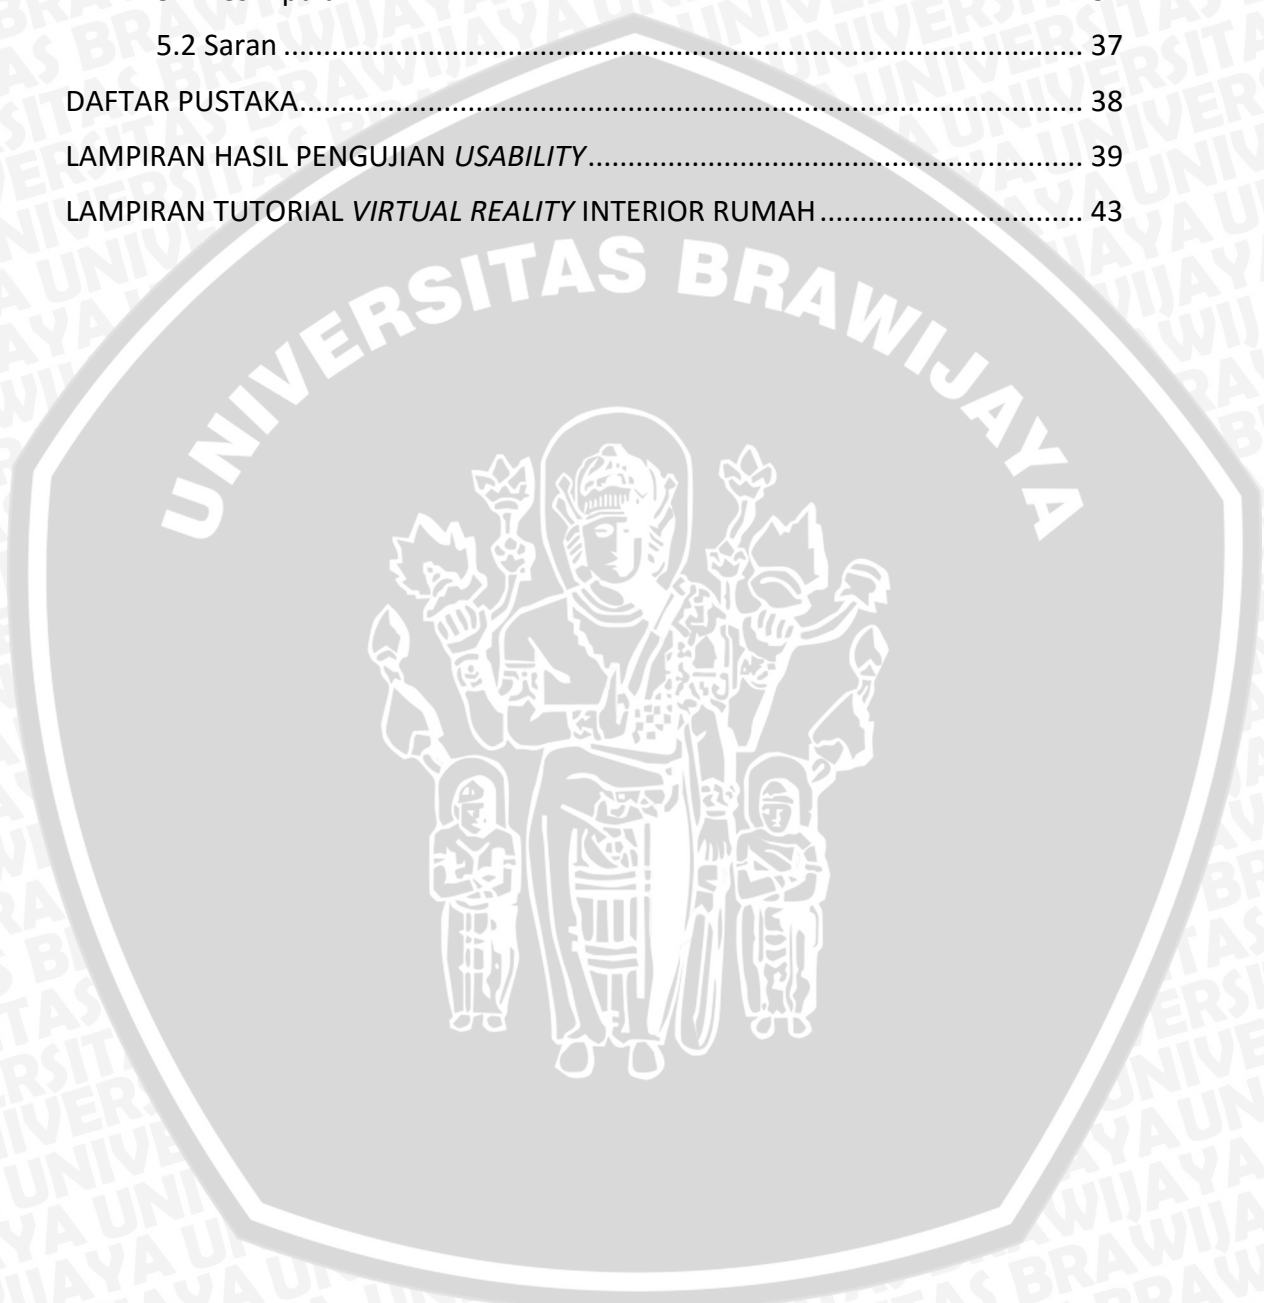 5.2 Saran .................................................................................................... 37
DAFTAR PUSTAKA.................................................................................................. 38
LAMPIRAN HASIL PENGUJIAN USABILITY.............................................................. 39
LAMPIRAN TUTORIAL VIRTUAL REALITY INTERIOR RUMAH................................. 43
UNIVERSITAS BRAWIJAYA